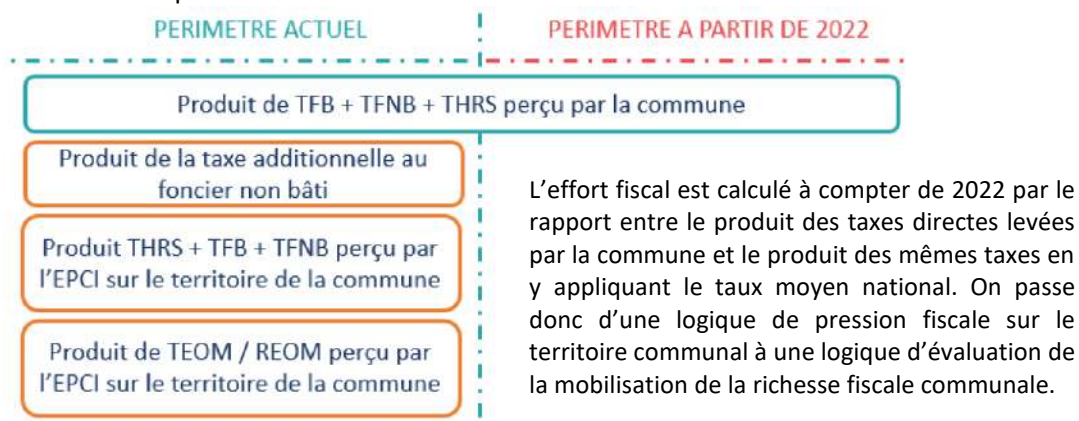 PERIMETRE ACTUEL
PERIMETRE A PARTIR DE 2022
Produit de TFB + TFNB + THRS perçu par la commune
Produit de la taxe additionnelle au
foncier non bâti
Produit THRS + TFB + TFNB perçu par
l'EPCI sur le territoire de la commune
Produit de TEOM / REOM perçu par
l'EPCI sur le territoire de la commune
L’effort fiscal est calculé à compter de 2022 par le
rapport entre le produit des taxes directes levées
par la commune et le produit des mêmes taxes en
y appliquant le taux moyen national. On passe
donc d’une logique de pression fiscale sur le
territoire communal à une logique d’évaluation de
la mobilisation de la richesse fiscale communale.